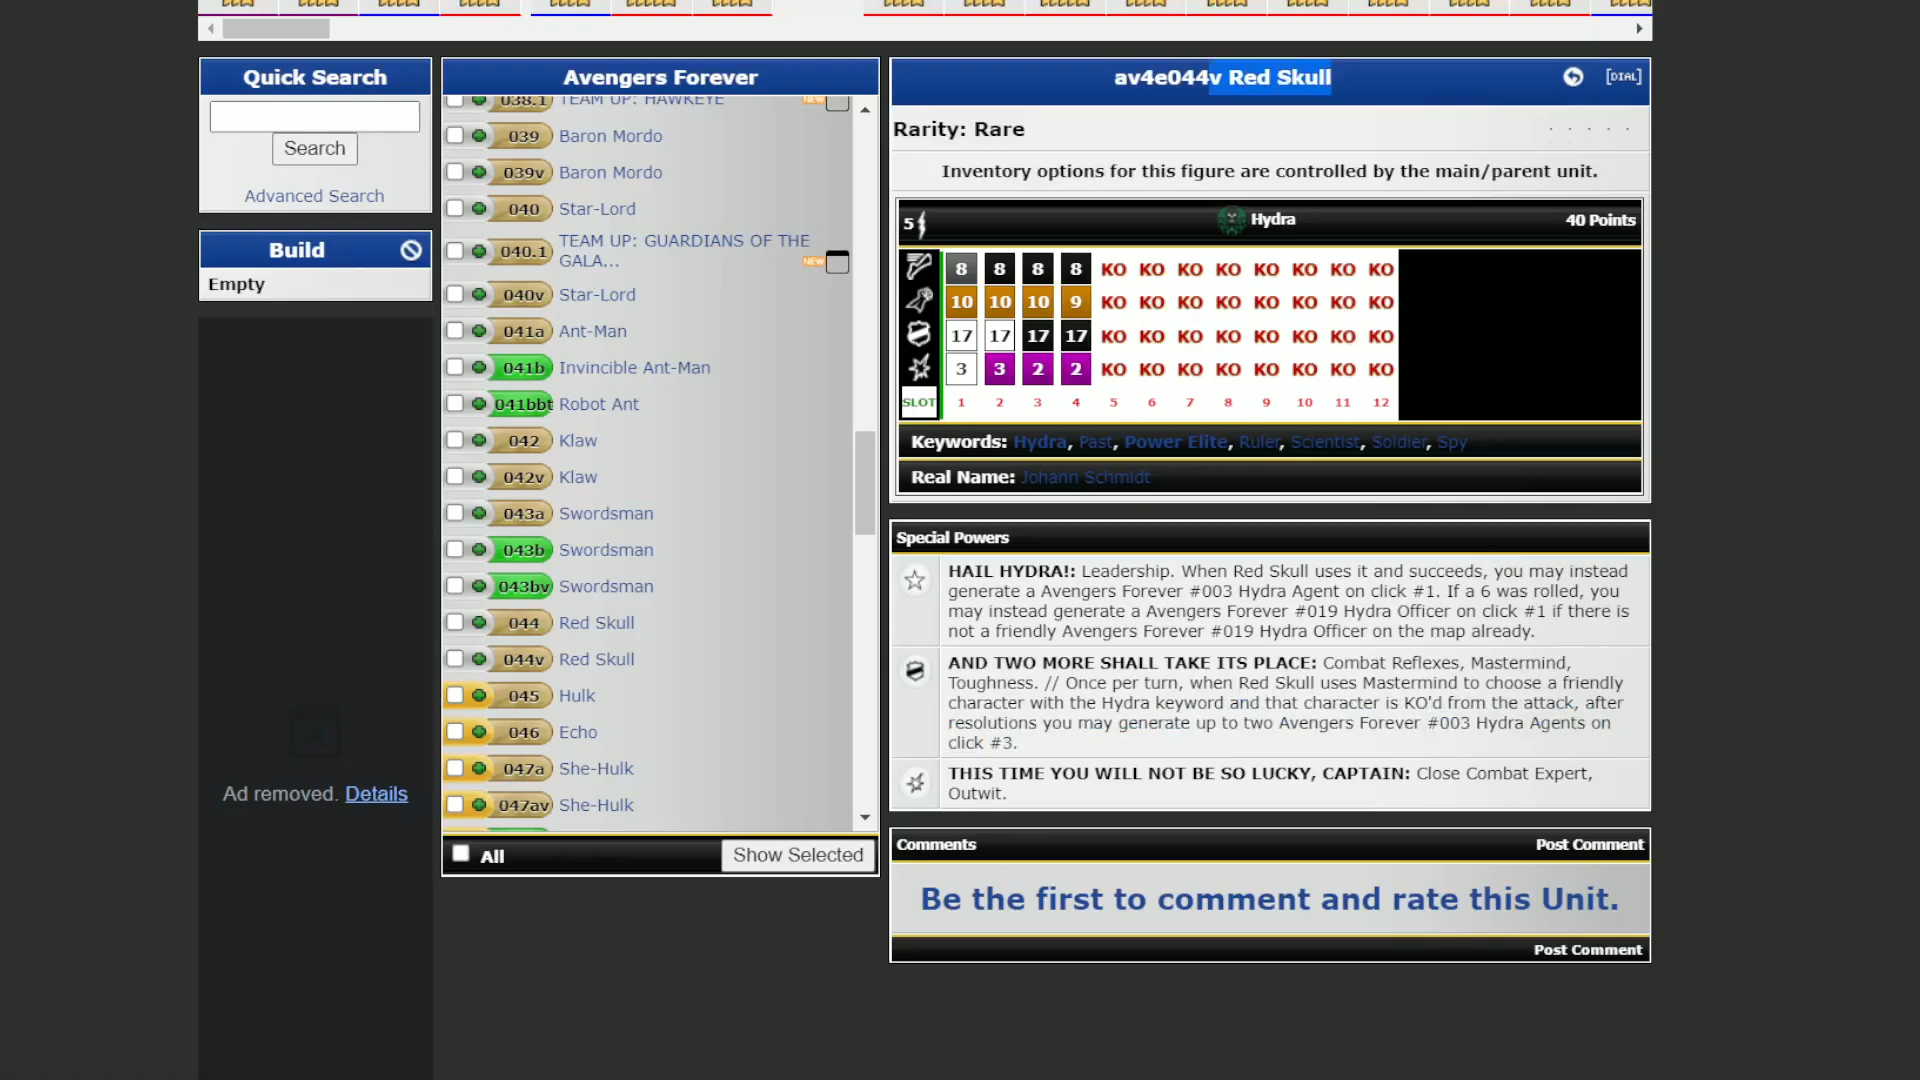 Quick Search
Search
Advanced Search
Build
Empty
Ad removed. Details
Avengers Forever
038.1 TEAM UP: HAWKEYE NEW
039 Baron Mordo
039v Baron Mordo
040 Star-Lord
040.1 TEAM UP: GUARDIANS OF THE
GALA... NEW
040v Star-Lord
041a Ant-Man
041b Invincible Ant-Man
041bbt Robot Ant
042 Klaw
042v Klaw
043a Swordsman
043b Swordsman
043bv Swordsman
044 Red Skull
044v Red Skull
045 Hulk
046 Echo
047a She-Hulk
047av She-Hulk
All Show Selected
av4e044v Red Skull [DIAL]
Rarity: Rare
Inventory options for this figure are controlled by the main/parent unit.
5 Hydra 40 Points
8 8 8 8 KO KO KO KO KO KO KO KO
10 10 10 9 KO KO KO KO KO KO KO KO
17 17 17 17 KO KO KO KO KO KO KO KO
3 3 2 2 KO KO KO KO KO KO KO KO
SLOT 1 2 3 4 5 6 7 8 9 10 11 12
Keywords: Hydra, Past, Power Elite, Ruler, Scientist, Soldier, Spy
Real Name: Johann Schmidt
Special Powers
HAIL HYDRA!: Leadership. When Red Skull uses it and succeeds, you may instead
generate a Avengers Forever #003 Hydra Agent on click #1. If a 6 was rolled, you
may instead generate a Avengers Forever #019 Hydra Officer on click #1 if there is
not a friendly Avengers Forever #019 Hydra Officer on the map already.
AND TWO MORE SHALL TAKE ITS PLACE: Combat Reflexes, Mastermind,
Toughness. // Once per turn, when Red Skull uses Mastermind to choose a friendly
character with the Hydra keyword and that character is KO'd from the attack, after
resolutions you may generate up to two Avengers Forever #003 Hydra Agents on
click #3.
THIS TIME YOU WILL NOT BE SO LUCKY, CAPTAIN: Close Combat Expert,
Outwit.
Comments Post Comment
Be the first to comment and rate this Unit.
Post Comment